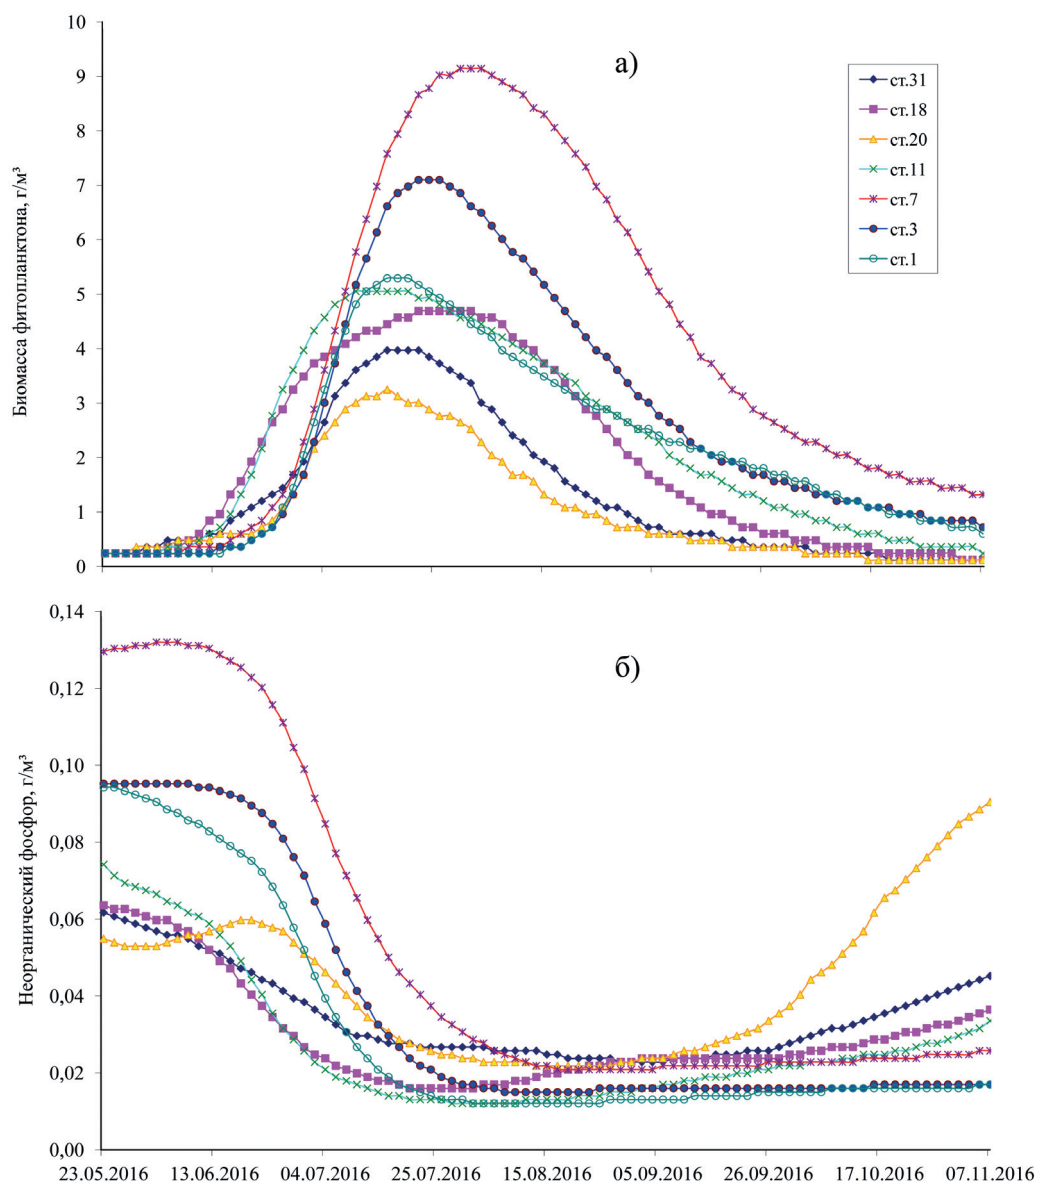 10
а)
9
8
7
6
5
4
3
2
1
0
Биомасса фитопланктона, г/м³
ст.31
ст.18
ст.20
ст.11
ст.7
ст.3
ст.1
0,14
б)
0,12
0,10
0,08
0,06
0,04
0,02
0,00
Неорганический фосфор, г/м³
23.05.2016 13.06.2016 04.07.2016 25.07.2016 15.08.2016 05.09.2016 26.09.2016 17.10.2016 07.11.2016